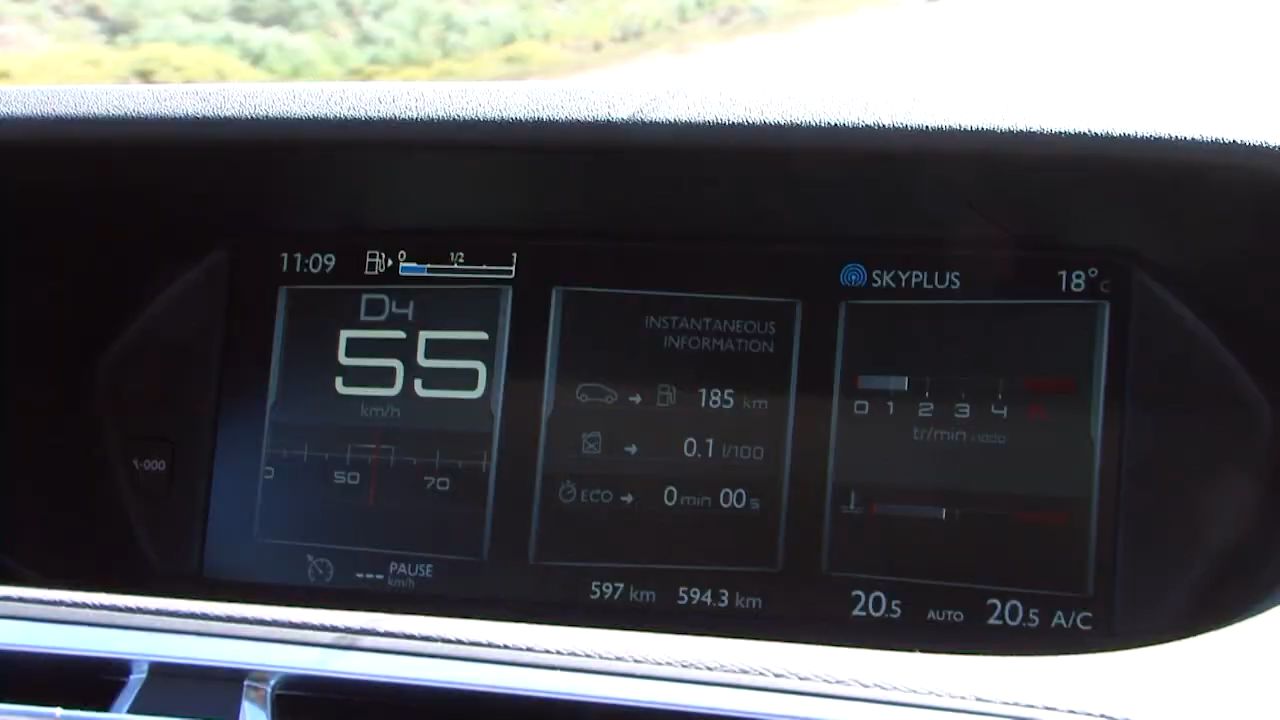 11:09
0 1/2 1
D4
55
km/h
50 70
PAUSE
--- km/h
INSTANTANEOUS
INFORMATION
185 km
0.1 l/100
ECO 0 min 00 s
597 km 594.3 km
SKYPLUS 18°C
0 1 2 3 4
tr/min x1000
20.5 AUTO 20.5 A/C